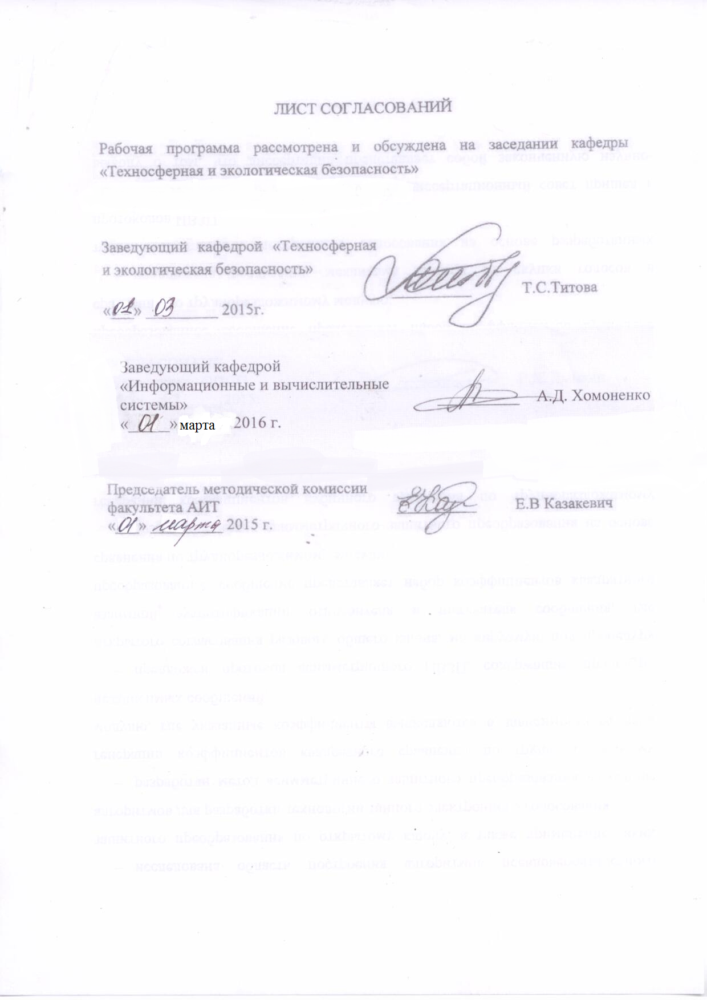 ЛИСТ СОГЛАСОВАНИЙ
Рабочая программа рассмотрена и обсуждена на заседании кафедры
«Техносферная и экологическая безопасность»
Заведующий кафедрой «Техносферная
и экологическая безопасность»
Т.С.Титова
«02» 03 2015г.
Заведующий кафедрой
«Информационные и вычислительные
системы»
А.Д. Хомоненко
«01» марта 2016 г.
Председатель методической комиссии
факультета АИТ
Е.В Казакевич
«01» марта 2015 г.